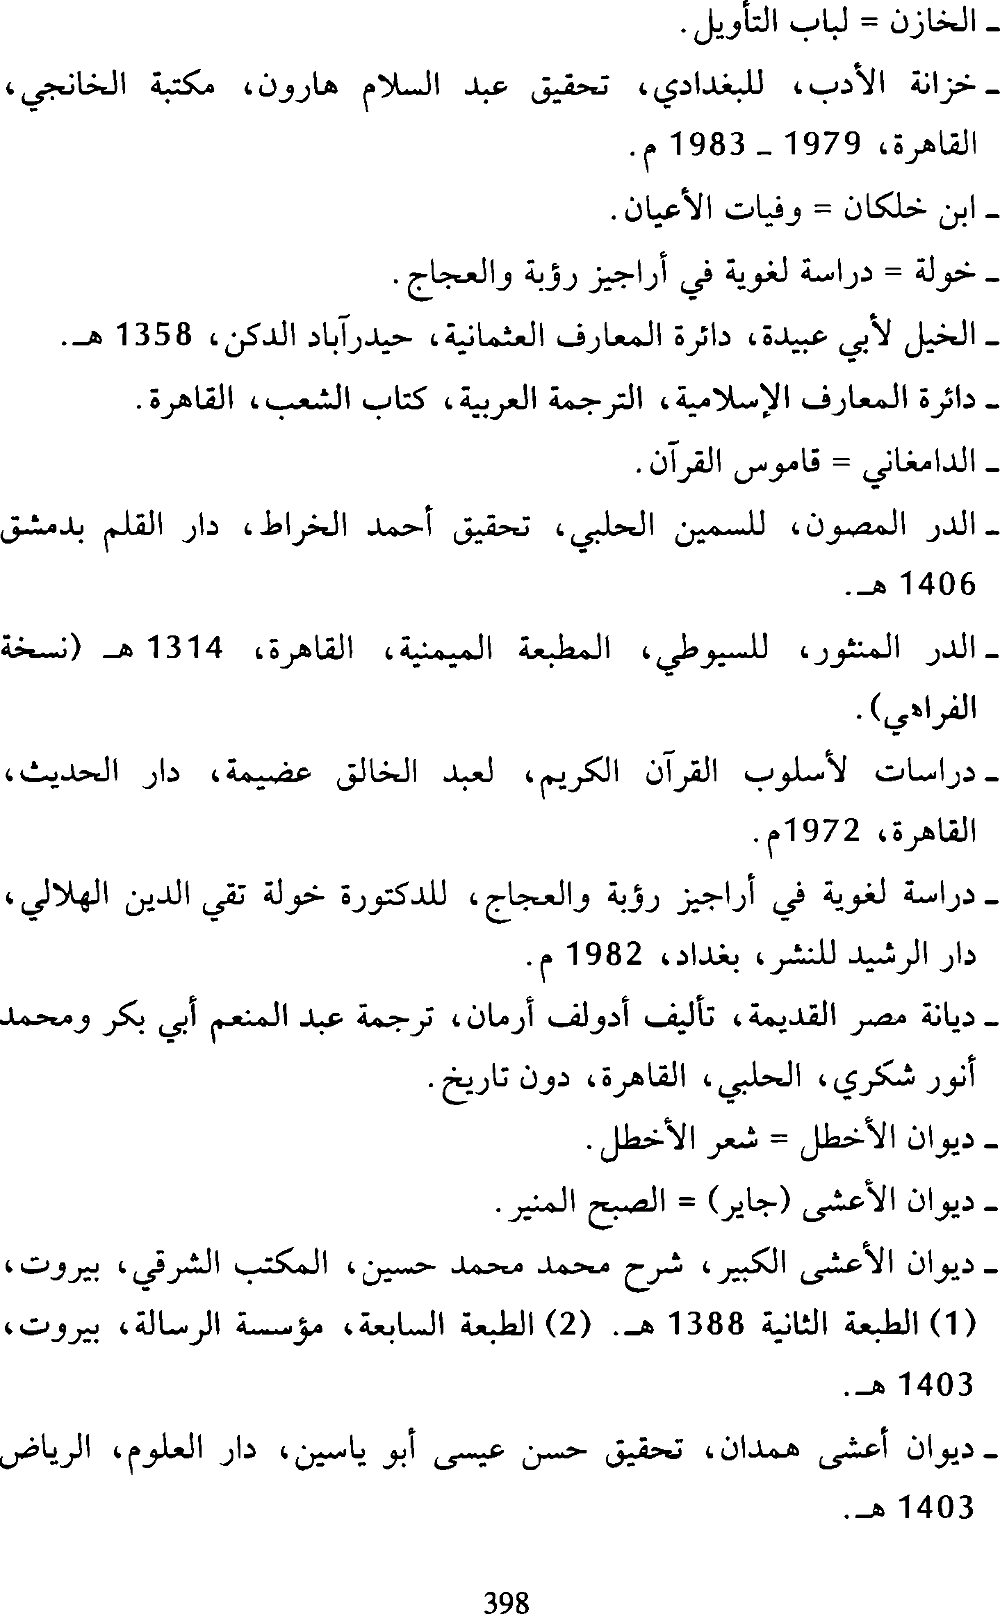 ـ الخازن = لباب التأويل.
ـ خزانة الأدب، للبغدادي، تحقيق عبد السلام هارون، مكتبة الخانجي،
القاهرة، 1979 ـ 1983 م.
ـ ابن خلكان = وفيات الأعيان.
ـ خولة = دراسة لغوية في أراجيز رؤبة والعجاج.
ـ الخيل لأبي عبيدة، دائرة المعارف العثمانية، حيدرآباد الدكن، 1358 هـ.
ـ دائرة المعارف الإسلامية، الترجمة العربية، كتاب الشعب، القاهرة.
ـ الدامغاني = قاموس القرآن.
ـ الدر المصون، للسمين الحلبي، تحقيق أحمد الخراط، دار القلم بدمشق
1406 هـ.
ـ الدر المنثور، للسيوطي، المطبعة الميمنية، القاهرة، 1314 هـ (نسخة
الفراهي).
ـ دراسات لأسلوب القرآن الكريم، لعبد الخالق عضيمة، دار الحديث،
القاهرة، 1972م.
ـ دراسة لغوية في أراجيز رؤبة والعجاج، للدكتورة خولة تقي الدين الهلالي،
دار الرشيد للنشر، بغداد، 1982 م.
ـ ديانة مصر القديمة، تأليف أدولف أرمان، ترجمة عبد المنعم أبي بكر ومحمد
أنور شكري، الحلبي، القاهرة، دون تاريخ.
ـ ديوان الأخطل = شعر الأخطل.
ـ ديوان الأعشى (جاير) = الصبح المنير.
ـ ديوان الأعشى الكبير، شرح محمد محمد حسين، المكتب الشرقي، بيروت،
(1) الطبعة الثانية 1388 هـ. (2) الطبعة السابعة، مؤسسة الرسالة، بيروت،
1403 هـ.
ـ ديوان أعشى همدان، تحقيق حسن عيسى أبو ياسين، دار العلوم، الرياض
1403 هـ.
398